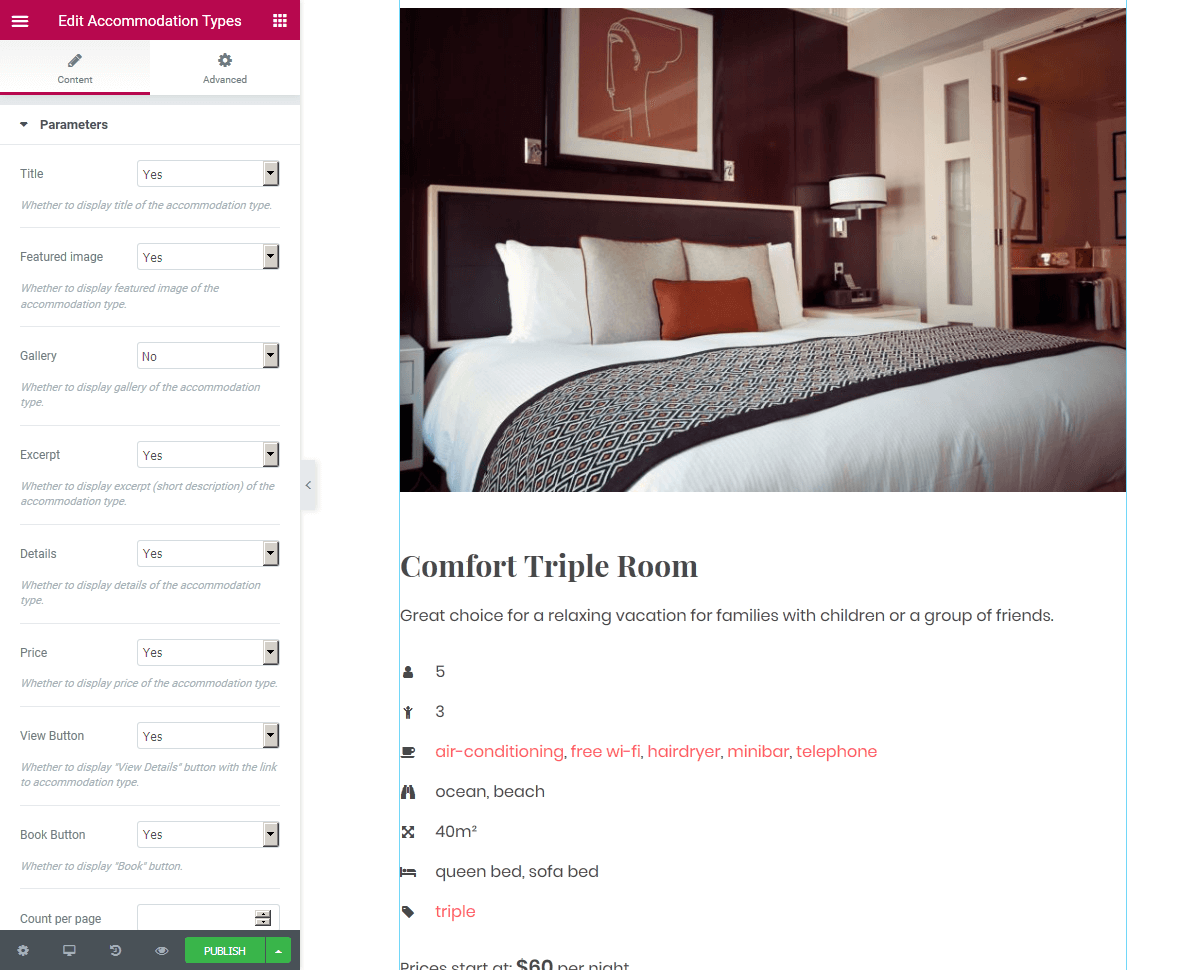 Edit Accommodation Types
Content
Advanced
Parameters
Title
Yes
Whether to display title of the accommodation type.
Featured image
Yes
Whether to display featured image of the
accommodation type.
Gallery
No
Whether to display gallery of the accommodation
type.
Excerpt
Yes
Whether to display excerpt (short description) of the
accommodation type.
Details
Yes
Whether to display details of the accommodation
type.
Price
Yes
Whether to display price of the accommodation type.
View Button
Yes
Whether to display "View Details" button with the link
to accommodation type.
Book Button
Yes
Whether to display "Book" button.
Count per page
PUBLISH
Comfort Triple Room
Great choice for a relaxing vacation for families with children or a group of friends.
5
3
air-conditioning, free wi-fi, hairdryer, minibar, telephone
ocean, beach
40m²
queen bed, sofa bed
triple
Prices start at: $60 per night